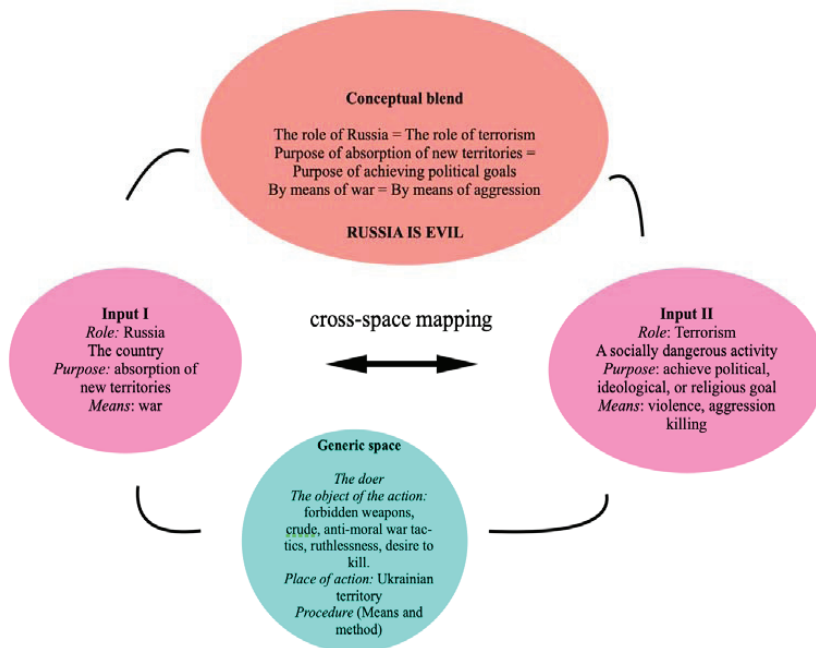 Conceptual blend
The role of Russia = The role of terrorism
Purpose of absorption of new territories =
Purpose of achieving political goals
By means of war = By means of aggression
RUSSIA IS EVIL
Input I
Role: Russia
The country
Purpose: absorption of
new territories
Means: war
cross-space mapping
Input II
Role: Terrorism
A socially dangerous activity
Purpose: achieve political,
ideological, or religious goal
Means: violence, aggression
killing
Generic space
The doer
The object of the action:
forbidden weapons,
crude, anti-moral war tac-
tics, ruthlessness, desire to
kill.
Place of action: Ukrainian
territory
Procedure (Means and
method)